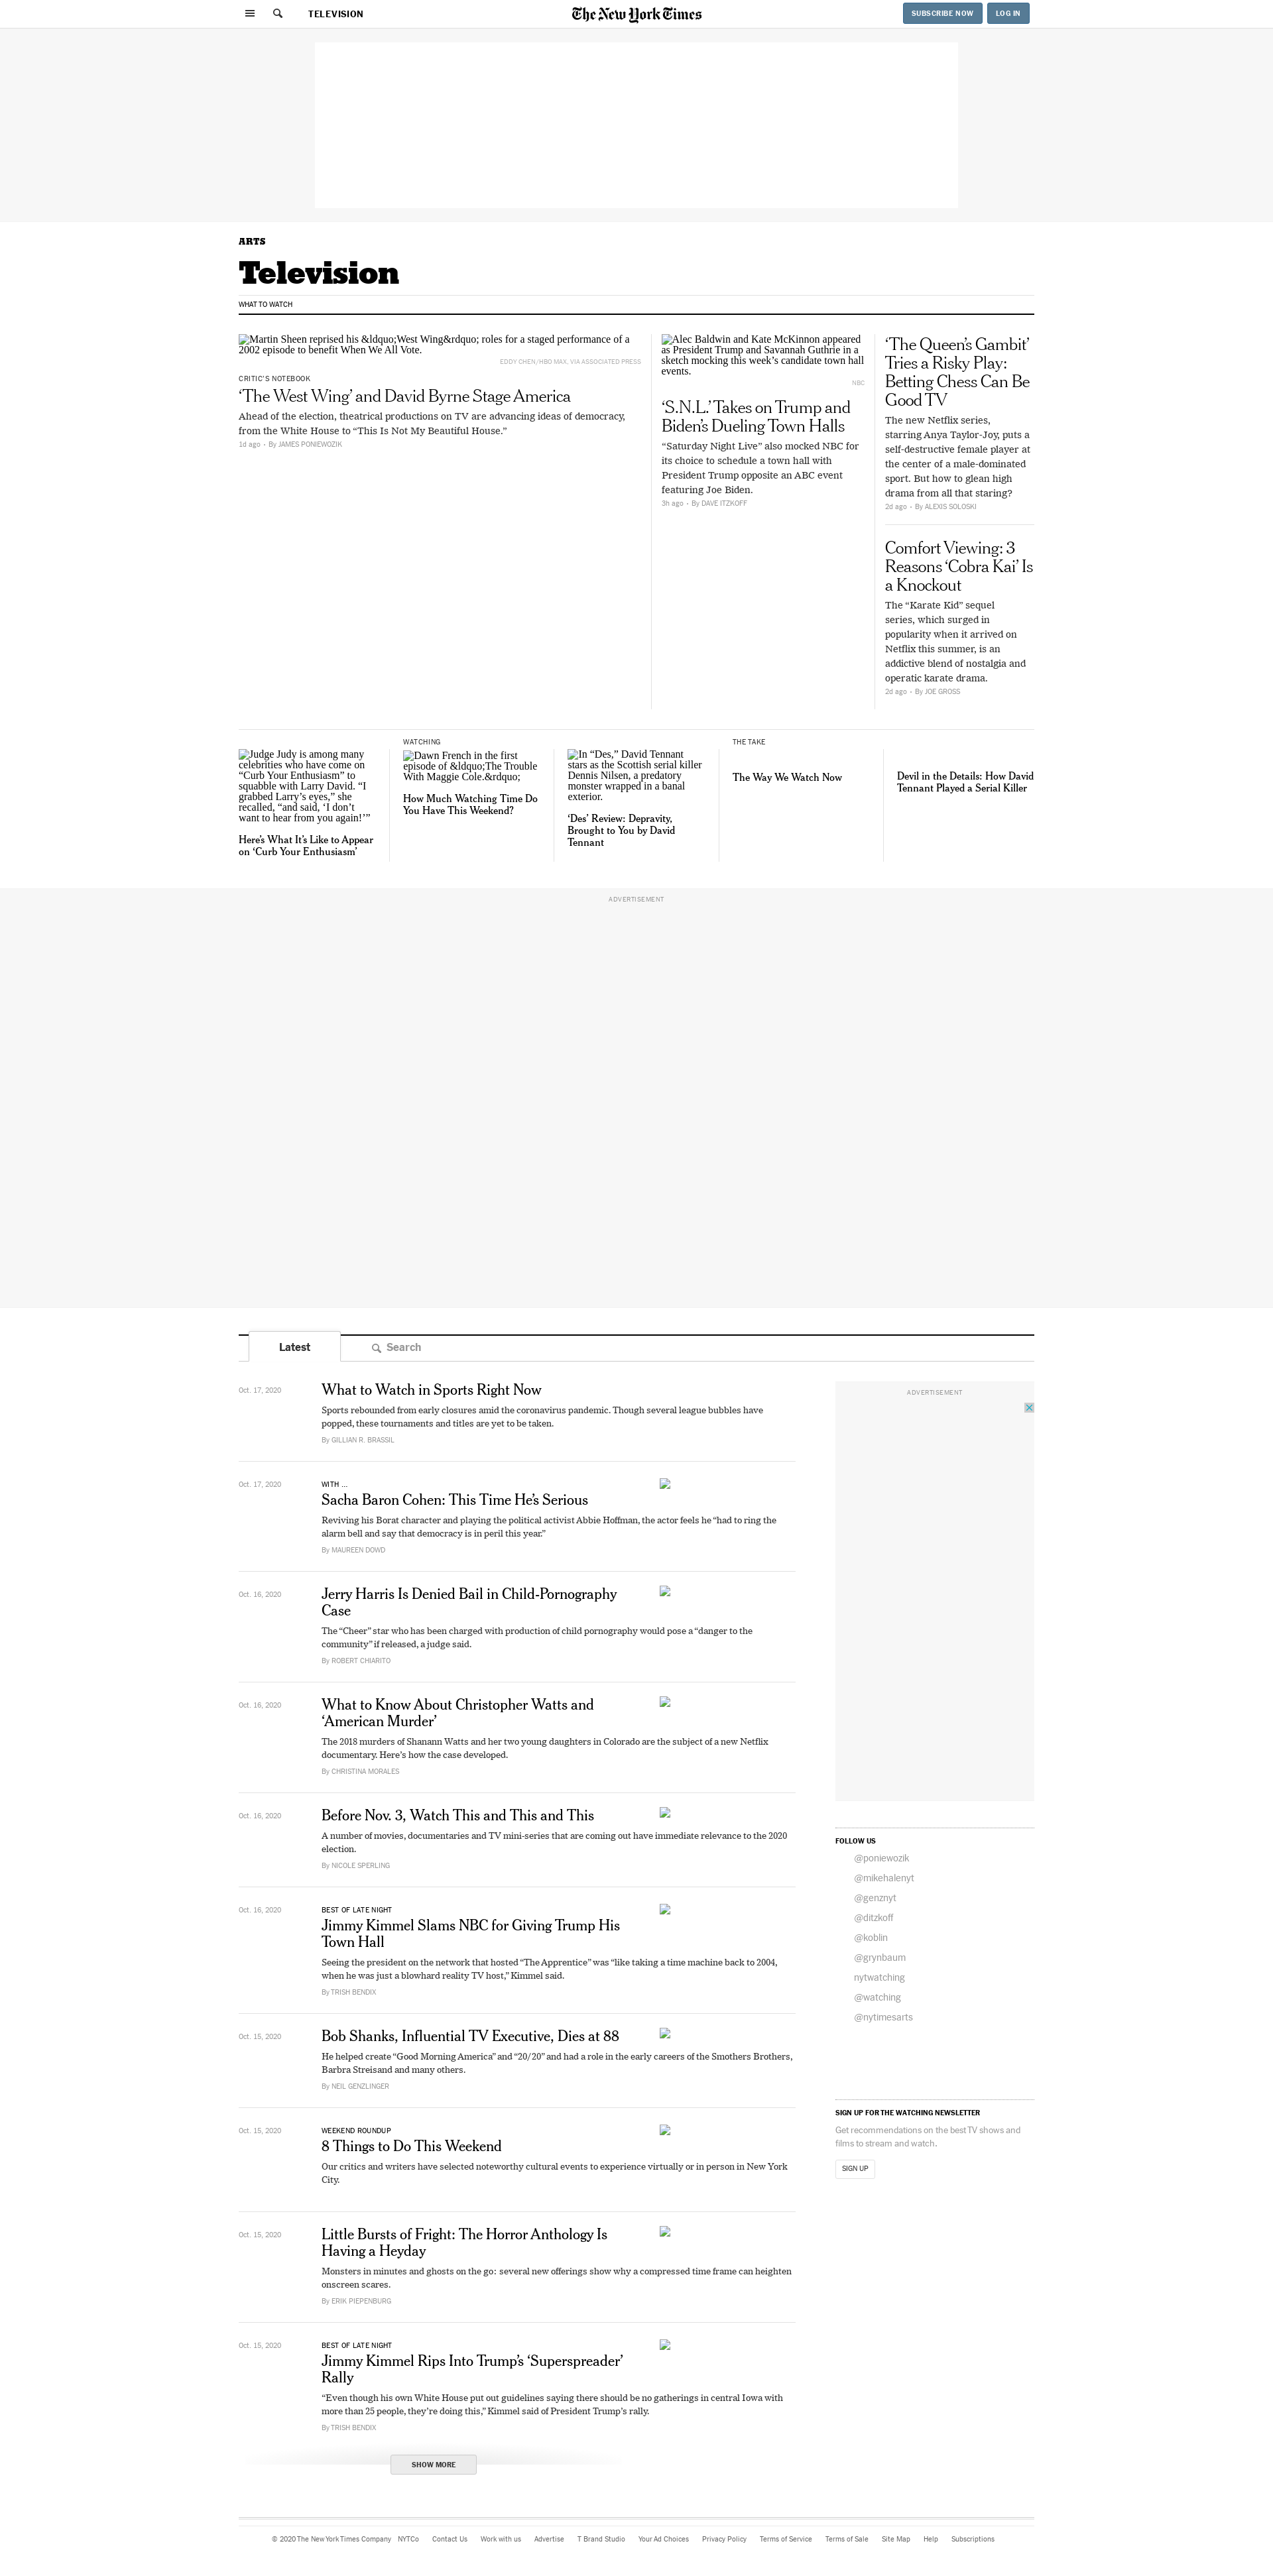 TELEVISION
The New York Times
SUBSCRIBE NOW
LOG IN
ARTS
Television
WHAT TO WATCH
Martin Sheen reprised his &ldquo;West Wing&rdquo; roles for a staged performance of a
2002 episode to benefit When We All Vote.
EDDY CHEN/HBO MAX, VIA ASSOCIATED PRESS
CRITIC'S NOTEBOOK
‘The West Wing’ and David Byrne Stage America
Ahead of the election, theatrical productions on TV are advancing ideas of democracy,
from the White House to “This Is Not My Beautiful House.”
1d ago · By JAMES PONIEWOZIK
Alec Baldwin and Kate McKinnon appeared
as President Trump and Savannah Guthrie in a
sketch mocking this week’s candidate town hall
events.
NBC
‘S.N.L.’ Takes on Trump and
Biden’s Dueling Town Halls
“Saturday Night Live” also mocked NBC for
its choice to schedule a town hall with
President Trump opposite an ABC event
featuring Joe Biden.
3h ago · By DAVE ITZKOFF
‘The Queen’s Gambit’
Tries a Risky Play:
Betting Chess Can Be
Good TV
The new Netflix series,
starring Anya Taylor-Joy, puts a
self-destructive female player at
the center of a male-dominated
sport. But how to glean high
drama from all that staring?
2d ago · By ALEXIS SOLOSKI
Comfort Viewing: 3
Reasons ‘Cobra Kai’ Is
a Knockout
The “Karate Kid” sequel
series, which surged in
popularity when it arrived on
Netflix this summer, is an
addictive blend of nostalgia and
operatic karate drama.
2d ago · By JOE GROSS
Judge Judy is among many
celebrities who have come on
“Curb Your Enthusiasm” to
squabble with Larry David. “I
grabbed Larry’s eyes,” she
recalled, “and said, ‘I don’t
want to hear from you again!’”
Here’s What It’s Like to Appear
on ‘Curb Your Enthusiasm’
WATCHING
Dawn French in the first
episode of &ldquo;The Trouble
With Maggie Cole.&rdquo;
How Much Watching Time Do
You Have This Weekend?
In “Des,” David Tennant
stars as the Scottish serial killer
Dennis Nilsen, a predatory
monster wrapped in a banal
exterior.
‘Des’ Review: Depravity,
Brought to You by David
Tennant
THE TAKE
The Way We Watch Now
Devil in the Details: How David
Tennant Played a Serial Killer
ADVERTISEMENT
Latest
Search
Oct. 17, 2020
What to Watch in Sports Right Now
Sports rebounded from early closures amid the coronavirus pandemic. Though several league bubbles have
popped, these tournaments and titles are yet to be taken.
By GILLIAN R. BRASSIL
Oct. 17, 2020
WITH ...
Sacha Baron Cohen: This Time He’s Serious
Reviving his Borat character and playing the political activist Abbie Hoffman, the actor feels he “had to ring the
alarm bell and say that democracy is in peril this year.”
By MAUREEN DOWD
Oct. 16, 2020
Jerry Harris Is Denied Bail in Child-Pornography
Case
The “Cheer” star who has been charged with production of child pornography would pose a “danger to the
community” if released, a judge said.
By ROBERT CHIARITO
Oct. 16, 2020
What to Know About Christopher Watts and
‘American Murder’
The 2018 murders of Shanann Watts and her two young daughters in Colorado are the subject of a new Netflix
documentary. Here’s how the case developed.
By CHRISTINA MORALES
Oct. 16, 2020
Before Nov. 3, Watch This and This and This
A number of movies, documentaries and TV mini-series that are coming out have immediate relevance to the 2020
election.
By NICOLE SPERLING
Oct. 16, 2020
BEST OF LATE NIGHT
Jimmy Kimmel Slams NBC for Giving Trump His
Town Hall
Seeing the president on the network that hosted “The Apprentice” was “like taking a time machine back to 2004,
when he was just a blowhard reality TV host,” Kimmel said.
By TRISH BENDIX
Oct. 15, 2020
Bob Shanks, Influential TV Executive, Dies at 88
He helped create “Good Morning America” and “20/20” and had a role in the early careers of the Smothers Brothers,
Barbra Streisand and many others.
By NEIL GENZLINGER
Oct. 15, 2020
WEEKEND ROUNDUP
8 Things to Do This Weekend
Our critics and writers have selected noteworthy cultural events to experience virtually or in person in New York
City.
Oct. 15, 2020
Little Bursts of Fright: The Horror Anthology Is
Having a Heyday
Monsters in minutes and ghosts on the go: several new offerings show why a compressed time frame can heighten
onscreen scares.
By ERIK PIEPENBURG
Oct. 15, 2020
BEST OF LATE NIGHT
Jimmy Kimmel Rips Into Trump’s ‘Superspreader’
Rally
“Even though his own White House put out guidelines saying there should be no gatherings in central Iowa with
more than 25 people, they’re doing this,” Kimmel said of President Trump’s rally.
By TRISH BENDIX
SHOW MORE
ADVERTISEMENT
FOLLOW US
@poniewozik
@mikehalenyt
@genznyt
@ditzkoff
@koblin
@grynbaum
nytwatching
@watching
@nytimesarts
SIGN UP FOR THE WATCHING NEWSLETTER
Get recommendations on the best TV shows and
films to stream and watch.
SIGN UP
© 2020 The New York Times Company NYTCo Contact Us Work with us Advertise T Brand Studio Your Ad Choices Privacy Policy Terms of Service Terms of Sale Site Map Help Subscriptions